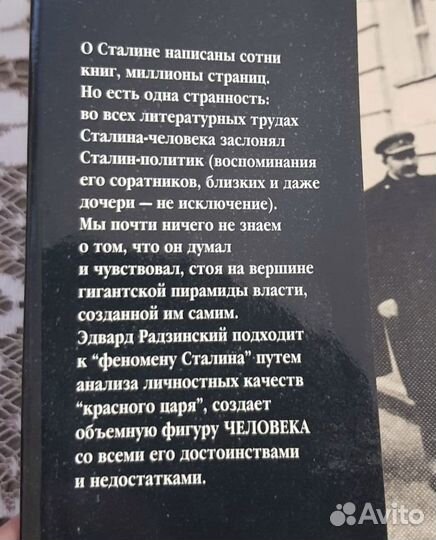 О Сталине написаны сотни
книг, миллионы страниц.
Но есть одна странность:
во всех литературных трудах
Сталина-человека заслонял
Сталин-политик (воспоминания
его соратников, близких и даже
дочери — не исключение).
Мы почти ничего не знаем
о том, что он думал
и чувствовал, стоя на вершине
гигантской пирамиды власти,
созданной им самим.
Эдвард Радзинский подходит
к “феномену Сталина” путем
анализа личностных качеств
“красного царя”, создает
объемную фигуру ЧЕЛОВЕКА
со всеми его достоинствами
и недостатками.
Avito